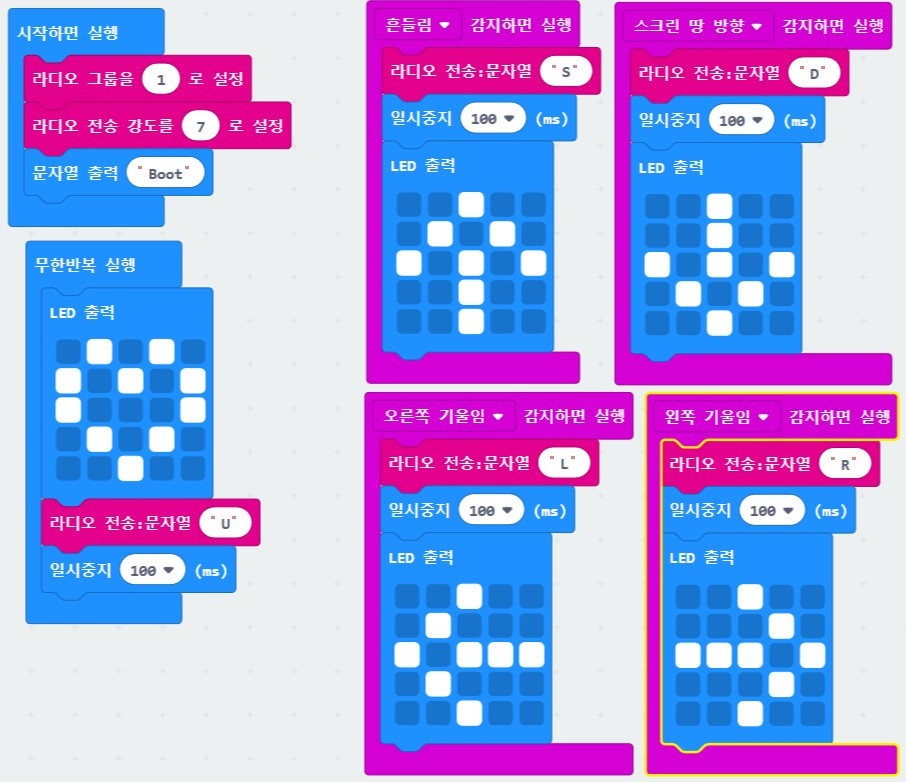 시작하면 실행
라디오 그룹을 1 로 설정
라디오 전송 강도를 7 로 설정
문자열 출력 "Boot"
무한반복 실행
LED 출력
라디오 전송:문자열 "U"
일시중지 100 (ms)
흔들림 감지하면 실행
라디오 전송:문자열 "S"
일시중지 100 (ms)
LED 출력
스크린 땅 방향 감지하면 실행
라디오 전송:문자열 "D"
일시중지 100 (ms)
LED 출력
오른쪽 기울임 감지하면 실행
라디오 전송:문자열 "L"
일시중지 100 (ms)
LED 출력
왼쪽 기울임 감지하면 실행
라디오 전송:문자열 "R"
일시중지 100 (ms)
LED 출력